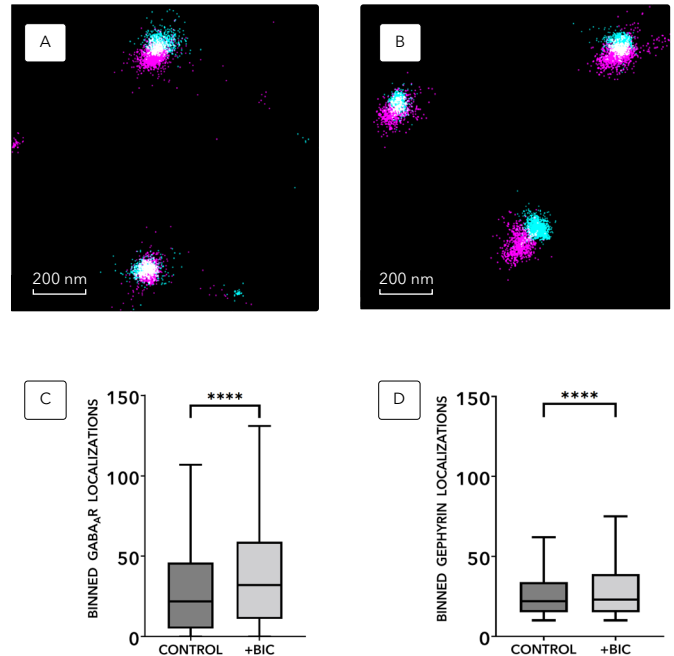 A
B
200 nm
200 nm
C
BINNED GABAAR LOCALIZATIONS
150
100
50
0
****
CONTROL
+BIC
D
BINNED GEPHYRIN LOCALIZATIONS
150
100
50
0
****
CONTROL
+BIC